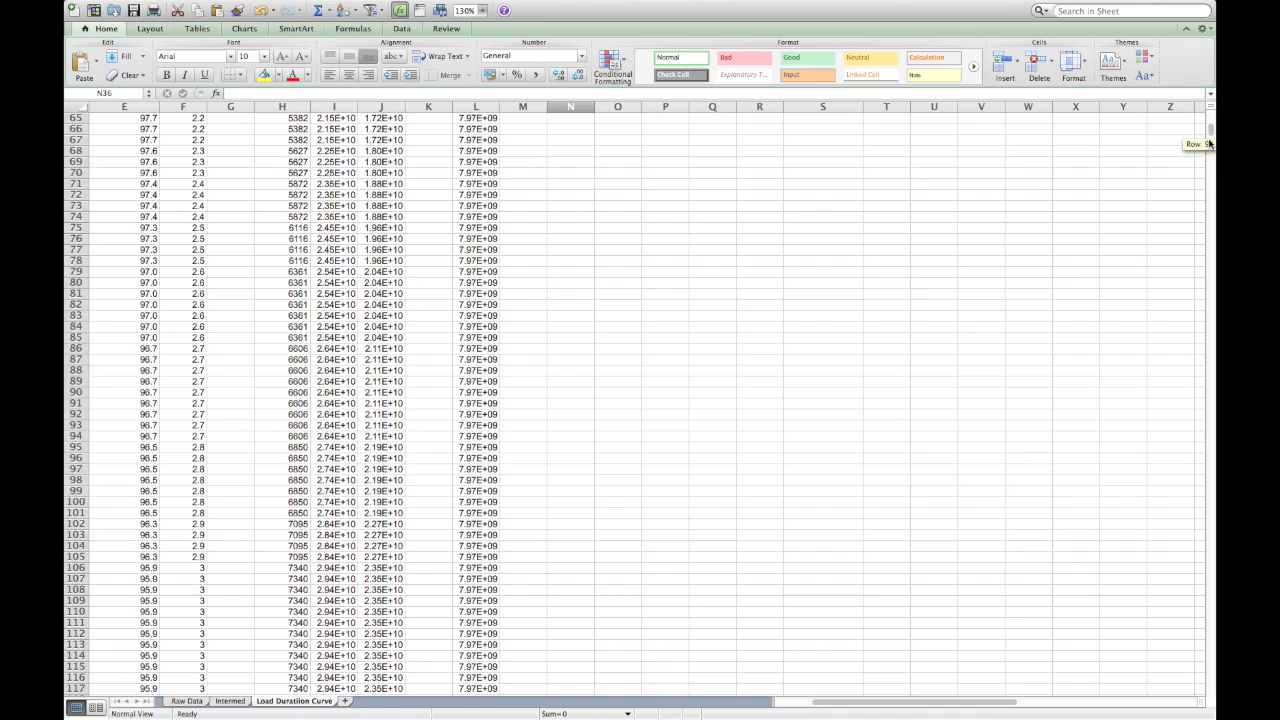 130%
Search in Sheet
Home Layout Tables Charts SmartArt Formulas Data Review
Edit Font Alignment Number Format Cells Themes
Fill Arial 10 A A abc Wrap Text General Normal Bad Good Neutral Calculation
Paste Clear B I U A Merge % Conditional Formatting Check Cell Explanatory T... Input Linked Cell Note Insert Delete Format Themes Aa
N36 fx
E F G H I J K L M N O P Q R S T U V W X Y Z
65 97.7 2.2 5382 2.15E+10 1.72E+10 7.97E+09
66 97.7 2.2 5382 2.15E+10 1.72E+10 7.97E+09
67 97.7 2.2 5382 2.15E+10 1.72E+10 7.97E+09
Row: 9
68 97.6 2.3 5627 2.25E+10 1.80E+10 7.97E+09
69 97.6 2.3 5627 2.25E+10 1.80E+10 7.97E+09
70 97.6 2.3 5627 2.25E+10 1.80E+10 7.97E+09
71 97.4 2.4 5872 2.35E+10 1.88E+10 7.97E+09
72 97.4 2.4 5872 2.35E+10 1.88E+10 7.97E+09
73 97.4 2.4 5872 2.35E+10 1.88E+10 7.97E+09
74 97.4 2.4 5872 2.35E+10 1.88E+10 7.97E+09
75 97.3 2.5 6116 2.45E+10 1.96E+10 7.97E+09
76 97.3 2.5 6116 2.45E+10 1.96E+10 7.97E+09
77 97.3 2.5 6116 2.45E+10 1.96E+10 7.97E+09
78 97.3 2.5 6116 2.45E+10 1.96E+10 7.97E+09
79 97.0 2.6 6361 2.54E+10 2.04E+10 7.97E+09
80 97.0 2.6 6361 2.54E+10 2.04E+10 7.97E+09
81 97.0 2.6 6361 2.54E+10 2.04E+10 7.97E+09
82 97.0 2.6 6361 2.54E+10 2.04E+10 7.97E+09
83 97.0 2.6 6361 2.54E+10 2.04E+10 7.97E+09
84 97.0 2.6 6361 2.54E+10 2.04E+10 7.97E+09
85 97.0 2.6 6361 2.54E+10 2.04E+10 7.97E+09
86 96.7 2.7 6606 2.64E+10 2.11E+10 7.97E+09
87 96.7 2.7 6606 2.64E+10 2.11E+10 7.97E+09
88 96.7 2.7 6606 2.64E+10 2.11E+10 7.97E+09
89 96.7 2.7 6606 2.64E+10 2.11E+10 7.97E+09
90 96.7 2.7 6606 2.64E+10 2.11E+10 7.97E+09
91 96.7 2.7 6606 2.64E+10 2.11E+10 7.97E+09
92 96.7 2.7 6606 2.64E+10 2.11E+10 7.97E+09
93 96.7 2.7 6606 2.64E+10 2.11E+10 7.97E+09
94 96.7 2.7 6606 2.64E+10 2.11E+10 7.97E+09
95 96.5 2.8 6850 2.74E+10 2.19E+10 7.97E+09
96 96.5 2.8 6850 2.74E+10 2.19E+10 7.97E+09
97 96.5 2.8 6850 2.74E+10 2.19E+10 7.97E+09
98 96.5 2.8 6850 2.74E+10 2.19E+10 7.97E+09
99 96.5 2.8 6850 2.74E+10 2.19E+10 7.97E+09
100 96.5 2.8 6850 2.74E+10 2.19E+10 7.97E+09
101 96.5 2.8 6850 2.74E+10 2.19E+10 7.97E+09
102 96.3 2.9 7095 2.84E+10 2.27E+10 7.97E+09
103 96.3 2.9 7095 2.84E+10 2.27E+10 7.97E+09
104 96.3 2.9 7095 2.84E+10 2.27E+10 7.97E+09
105 96.3 2.9 7095 2.84E+10 2.27E+10 7.97E+09
106 95.9 3 7340 2.94E+10 2.35E+10 7.97E+09
107 95.9 3 7340 2.94E+10 2.35E+10 7.97E+09
108 95.9 3 7340 2.94E+10 2.35E+10 7.97E+09
109 95.9 3 7340 2.94E+10 2.35E+10 7.97E+09
110 95.9 3 7340 2.94E+10 2.35E+10 7.97E+09
111 95.9 3 7340 2.94E+10 2.35E+10 7.97E+09
112 95.9 3 7340 2.94E+10 2.35E+10 7.97E+09
113 95.9 3 7340 2.94E+10 2.35E+10 7.97E+09
114 95.9 3 7340 2.94E+10 2.35E+10 7.97E+09
115 95.9 3 7340 2.94E+10 2.35E+10 7.97E+09
116 95.9 3 7340 2.94E+10 2.35E+10 7.97E+09
117 95.9 3 7340 2.94E+10 2.35E+10 7.97E+09
Raw Data Intermed Load Duratiion Curve +
Normal View Ready Sum=0